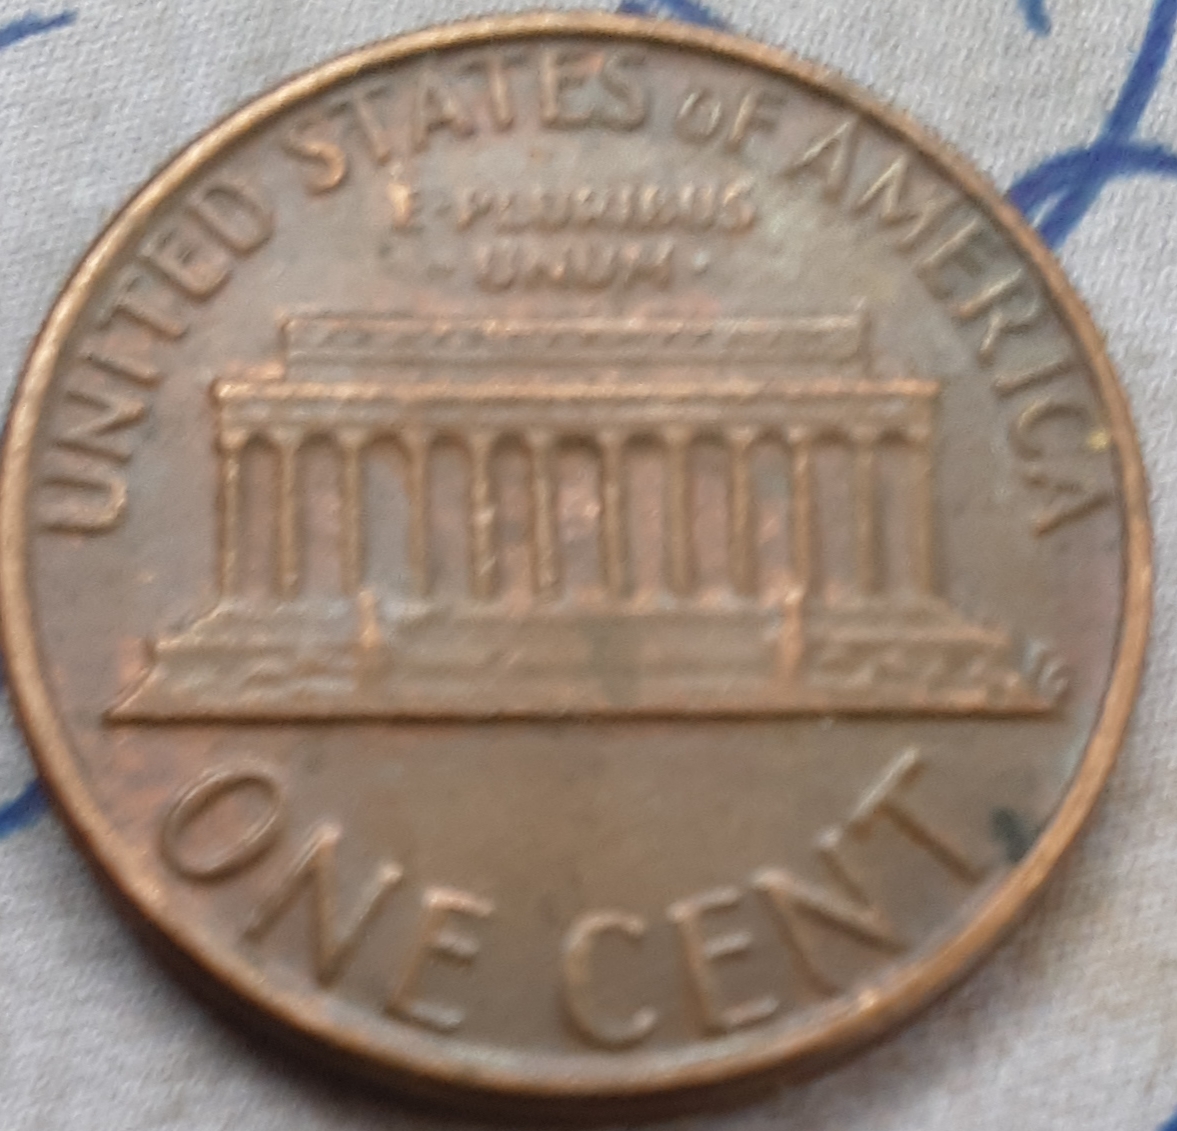 UNITED STATES OF AMERICA
E·PLURIBUS
·UNUM·
ONE CENT